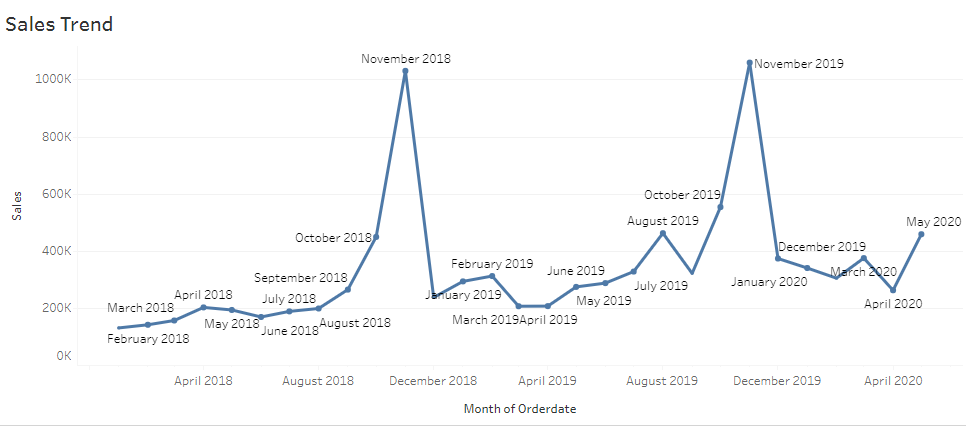 Sales Trend
November 2018
November 2019
1000K
800K
600K
October 2019
400K
August 2019
May 2020
October 2018
December 2019
February 2019
June 2019
March 2020
September 2018
January 2020
July 2019
January 2019
April 2018
July 2018
May 2019
200K
March 2018
April 2020
May 2018
August 2018
March 2019
April 2019
June 2018
February 2018
0K
Sales
April 2018
August 2018
December 2018
April 2019
August 2019
December 2019
April 2020
Month of Orderdate